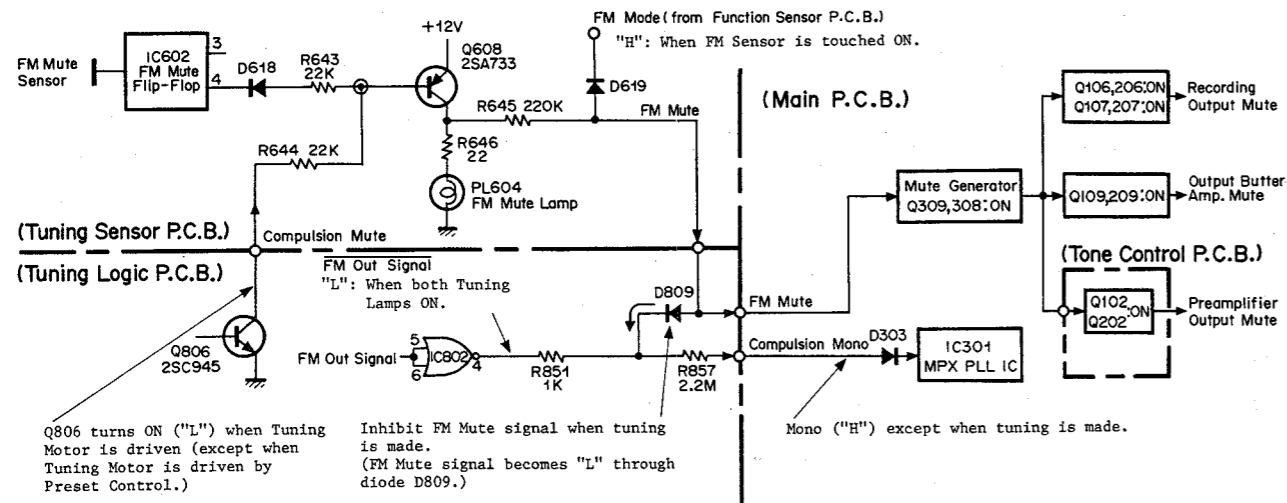 FM Mute
Sensor
IC602
FM Mute
Flip-Flop
3
4
D618
R643
22K
+12V
Q608
2SA733
FM Mode (from Function Sensor P.C.B.)
"H": When FM Sensor is touched ON.
D619
R645 220K
FM Mute
R646
22
PL604
FM Mute Lamp
R644 22K
(Tuning Sensor P.C.B.)
Compulsion Mute
(Tuning Logic P.C.B.)
FM Out Signal
"L": When both Tuning
Lamps ON.
D809
FM Mute
Q806
2SC945
FM Out Signal
5
6
IC802
4
R851
1K
R857
2.2M
Compulsion Mono
D303
IC301
MPX PLL IC
(Main P.C.B.)
Mute Generator
Q309,308:ON
Q106,206:ON
Q107,207:ON
Recording
Output Mute
Q109,209:ON
Output Butter
Amp. Mute
(Tone Control P.C.B.)
Q102
Q202
:ON
Preamplifier
Output Mute
Q806 turns ON ("L") when Tuning
Motor is driven (except when
Tuning Motor is driven by
Preset Control.)
Inhibit FM Mute signal when tuning
is made.
(FM Mute signal becomes "L" through
diode D809.)
Mono ("H") except when tuning is made.